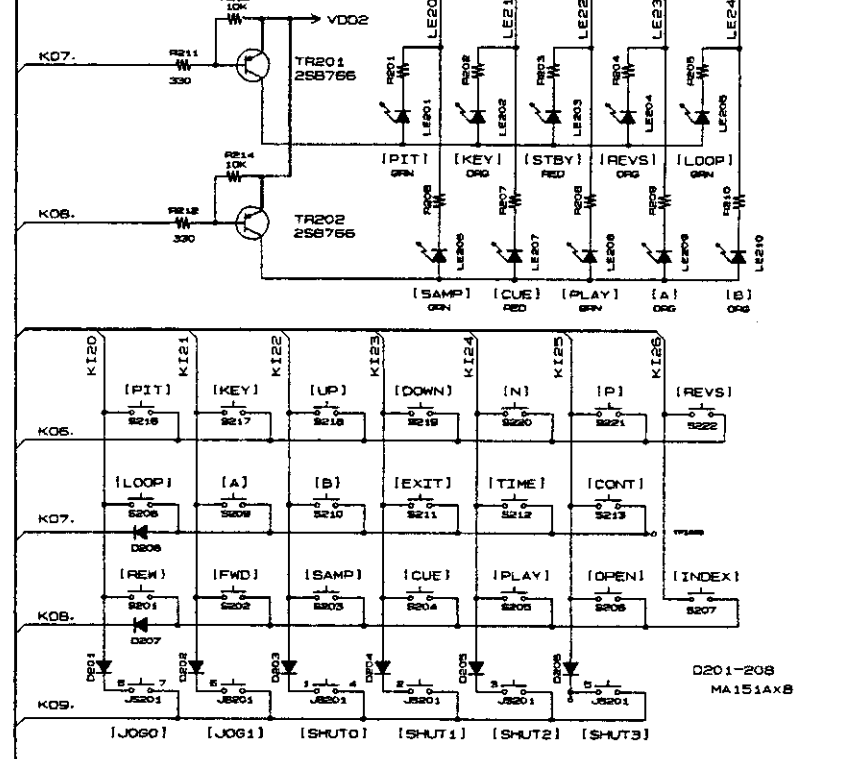 10K
VDD2
LE20
LE21
LE22
LE23
LE24
KD7.
R211
330
TR201
2SB766
R201
R202
R203
R204
R205
LE201
LE202
LE203
LE204
LE205
[PIT] [KEY] [STBY] [REVS] [LOOP]
GRN ORG RED ORG GRN
R214
10K
KD8.
R212
330
TR202
2SB766
R206
R207
R208
R209
R210
LE206
LE207
LE208
LE209
LE210
[SAMP] [CUE] [PLAY] [A] [B]
GRN RED GRN ORG ORG
KI20
KI21
KI22
KI23
KI24
KI25
KI26
[PIT] [KEY] [UP] [DOWN] [N] [P] [REVS]
S216 S217 S218 S219 S220 S221 S222
KD6.
[LOOP] [A] [B] [EXIT] [TIME] [CONT]
S208 S209 S210 S211 S212 S213
KD7.
D208
[REW] [FWD] [SAMP] [CUE] [PLAY] [OPEN] [INDEX]
S201 S202 S203 S204 S205 S206 S207
KD8.
D207
D201
D202
D203
D204
D205
D206
D201-208
MA151AX8
JS201 JS201 JS201 JS201 JS201 JS201
KD9.
[JOG0] [JOG1] [SHUT0] [SHUT1] [SHUT2] [SHUT3]